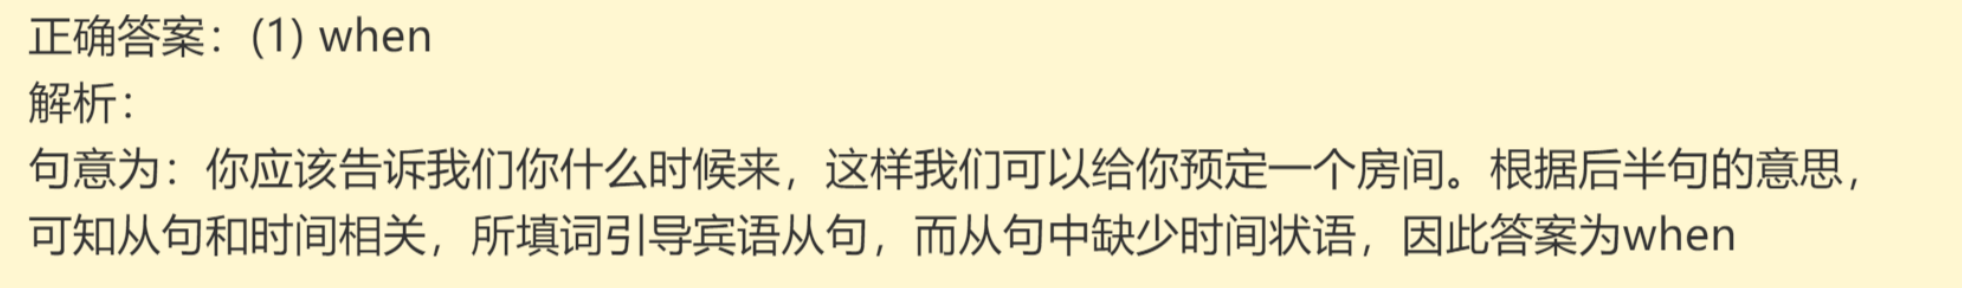 正确答案：(1) when
解析：
句意为：你应该告诉我们你什么时候来，这样我们可以给你预定一个房间。根据后半句的意思，
可知从句和时间相关，所填词引导宾语从句，而从句中缺少时间状语，因此答案为when